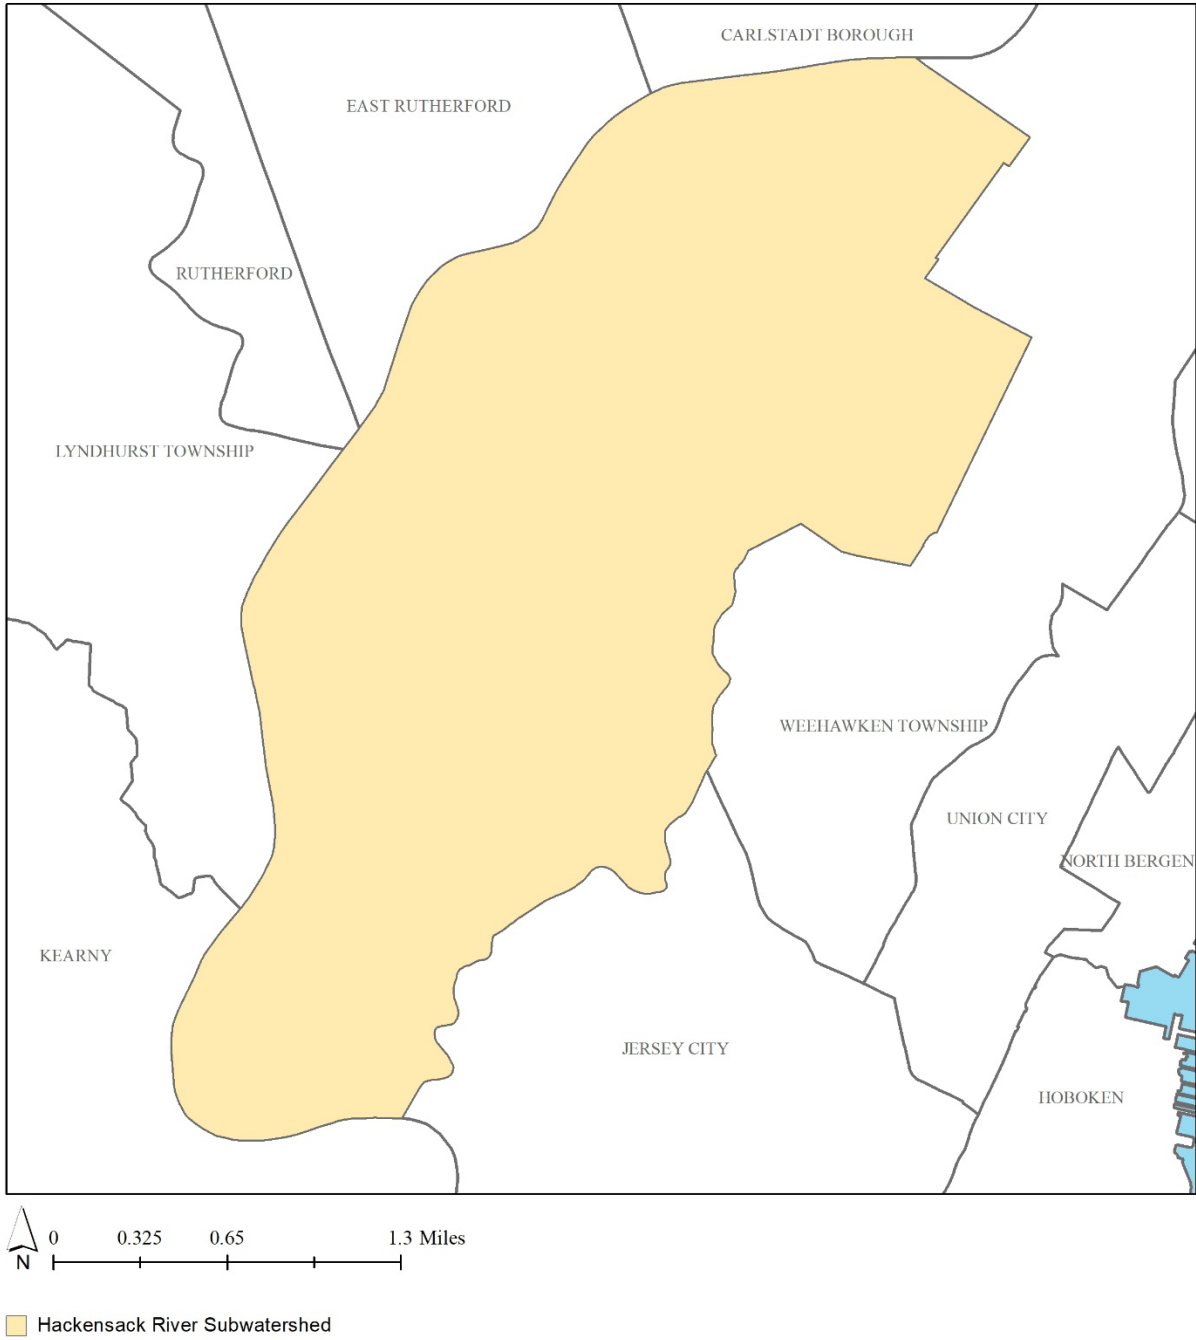 CARLSTADT BOROUGH
EAST RUTHERFORD
RUTHERFORD
LYNDHURST TOWNSHIP
WEEHAWKEN TOWNSHIP
UNION CITY
NORTH BERGEN
KEARNY
JERSEY CITY
HOBOKEN
N
0 0.325 0.65 1.3 Miles
Hackensack River Subwatershed